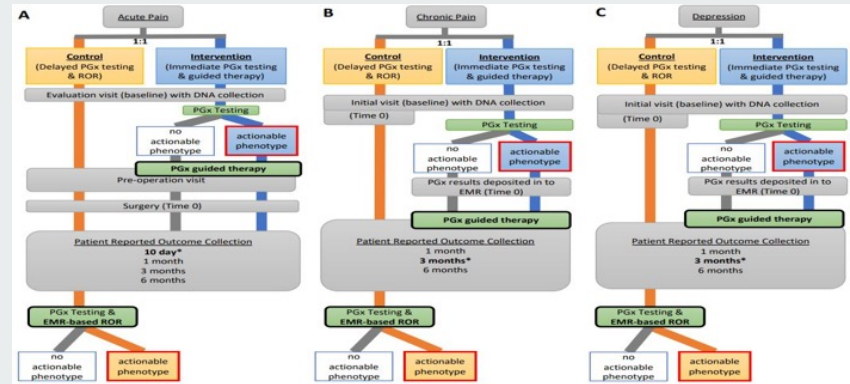 A
Acute Pain
1:1
Control
(Delayed PGx testing
& ROR)
Intervention
(Immediate PGx testing
& guided therapy)
Evaluation visit (baseline) with DNA collection
PGx Testing
no
actionable
phenotype
actionable
phenotype
PGx guided therapy
Pre-operation visit
Surgery (Time 0)
Patient Reported Outcome Collection
10 day*
1 month
3 months
6 months
PGx Testing &
EMR-based ROR
no
actionable
phenotype
actionable
phenotype
B
Chronic Pain
1:1
Control
(Delayed PGx testing
& ROR)
Intervention
(Immediate PGx testing
& guided therapy)
Initial visit (baseline) with DNA collection
(Time 0)
PGx Testing
no
actionable
phenotype
actionable
phenotype
PGx results deposited in to
EMR (Time 0)
PGx guided therapy
Patient Reported Outcome Collection
1 month
3 months*
6 months
PGx Testing &
EMR-based ROR
no
actionable
phenotype
actionable
phenotype
C
Depression
1:1
Control
(Delayed PGx testing
& ROR)
Intervention
(Immediate PGx testing
& guided therapy)
Initial visit (baseline) with DNA collection
(Time 0)
PGx Testing
no
actionable
phenotype
actionable
phenotype
PGx results deposited in to
EMR (Time 0)
PGx guided therapy
Patient Reported Outcome Collection
1 month
3 months*
6 months
PGx Testing &
EMR-based ROR
no
actionable
phenotype
actionable
phenotype